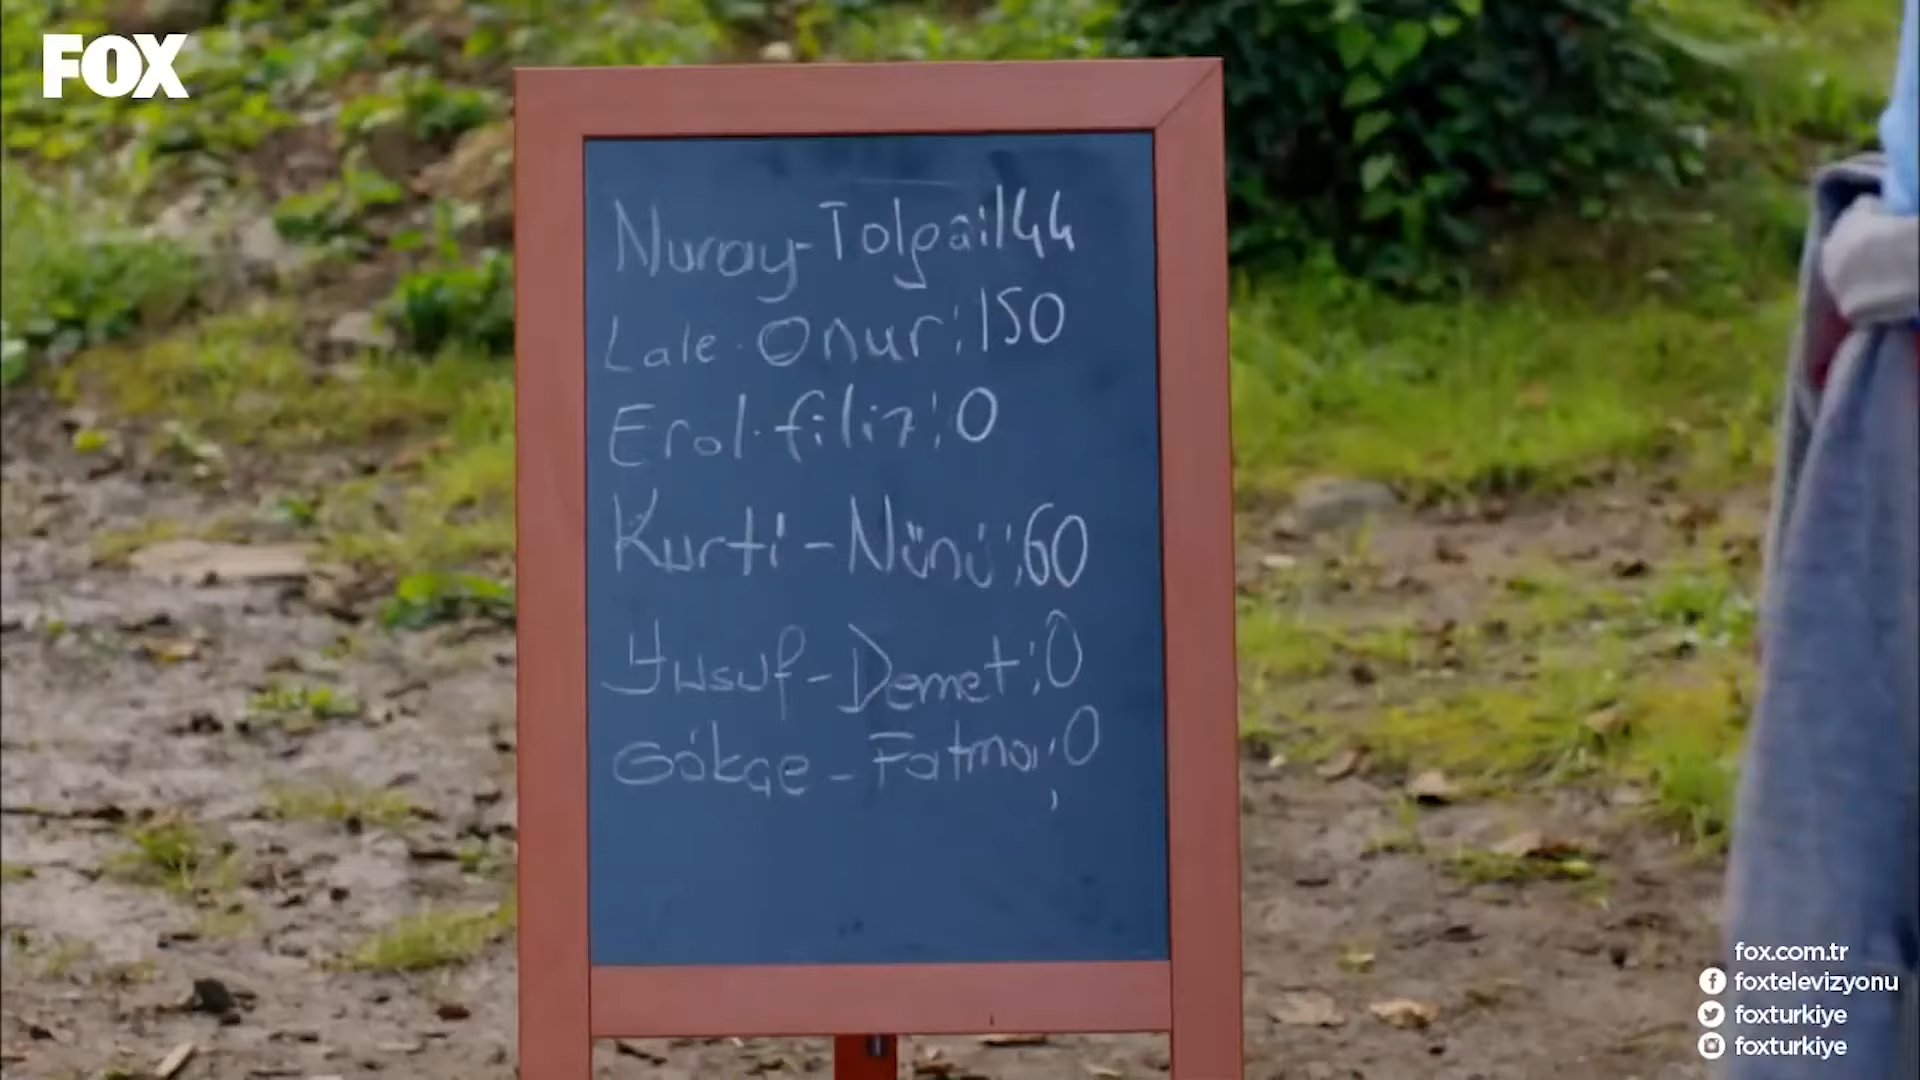 FOX
Nuray-Tolga:144
Lale-Onur:150
Erol-filiz:0
Kurti-Nünü:60
Yusuf-Demet:0
Gökçe-Fatma:0
fox.com.tr
foxtelevizyonu
foxturkiye
foxturkiye